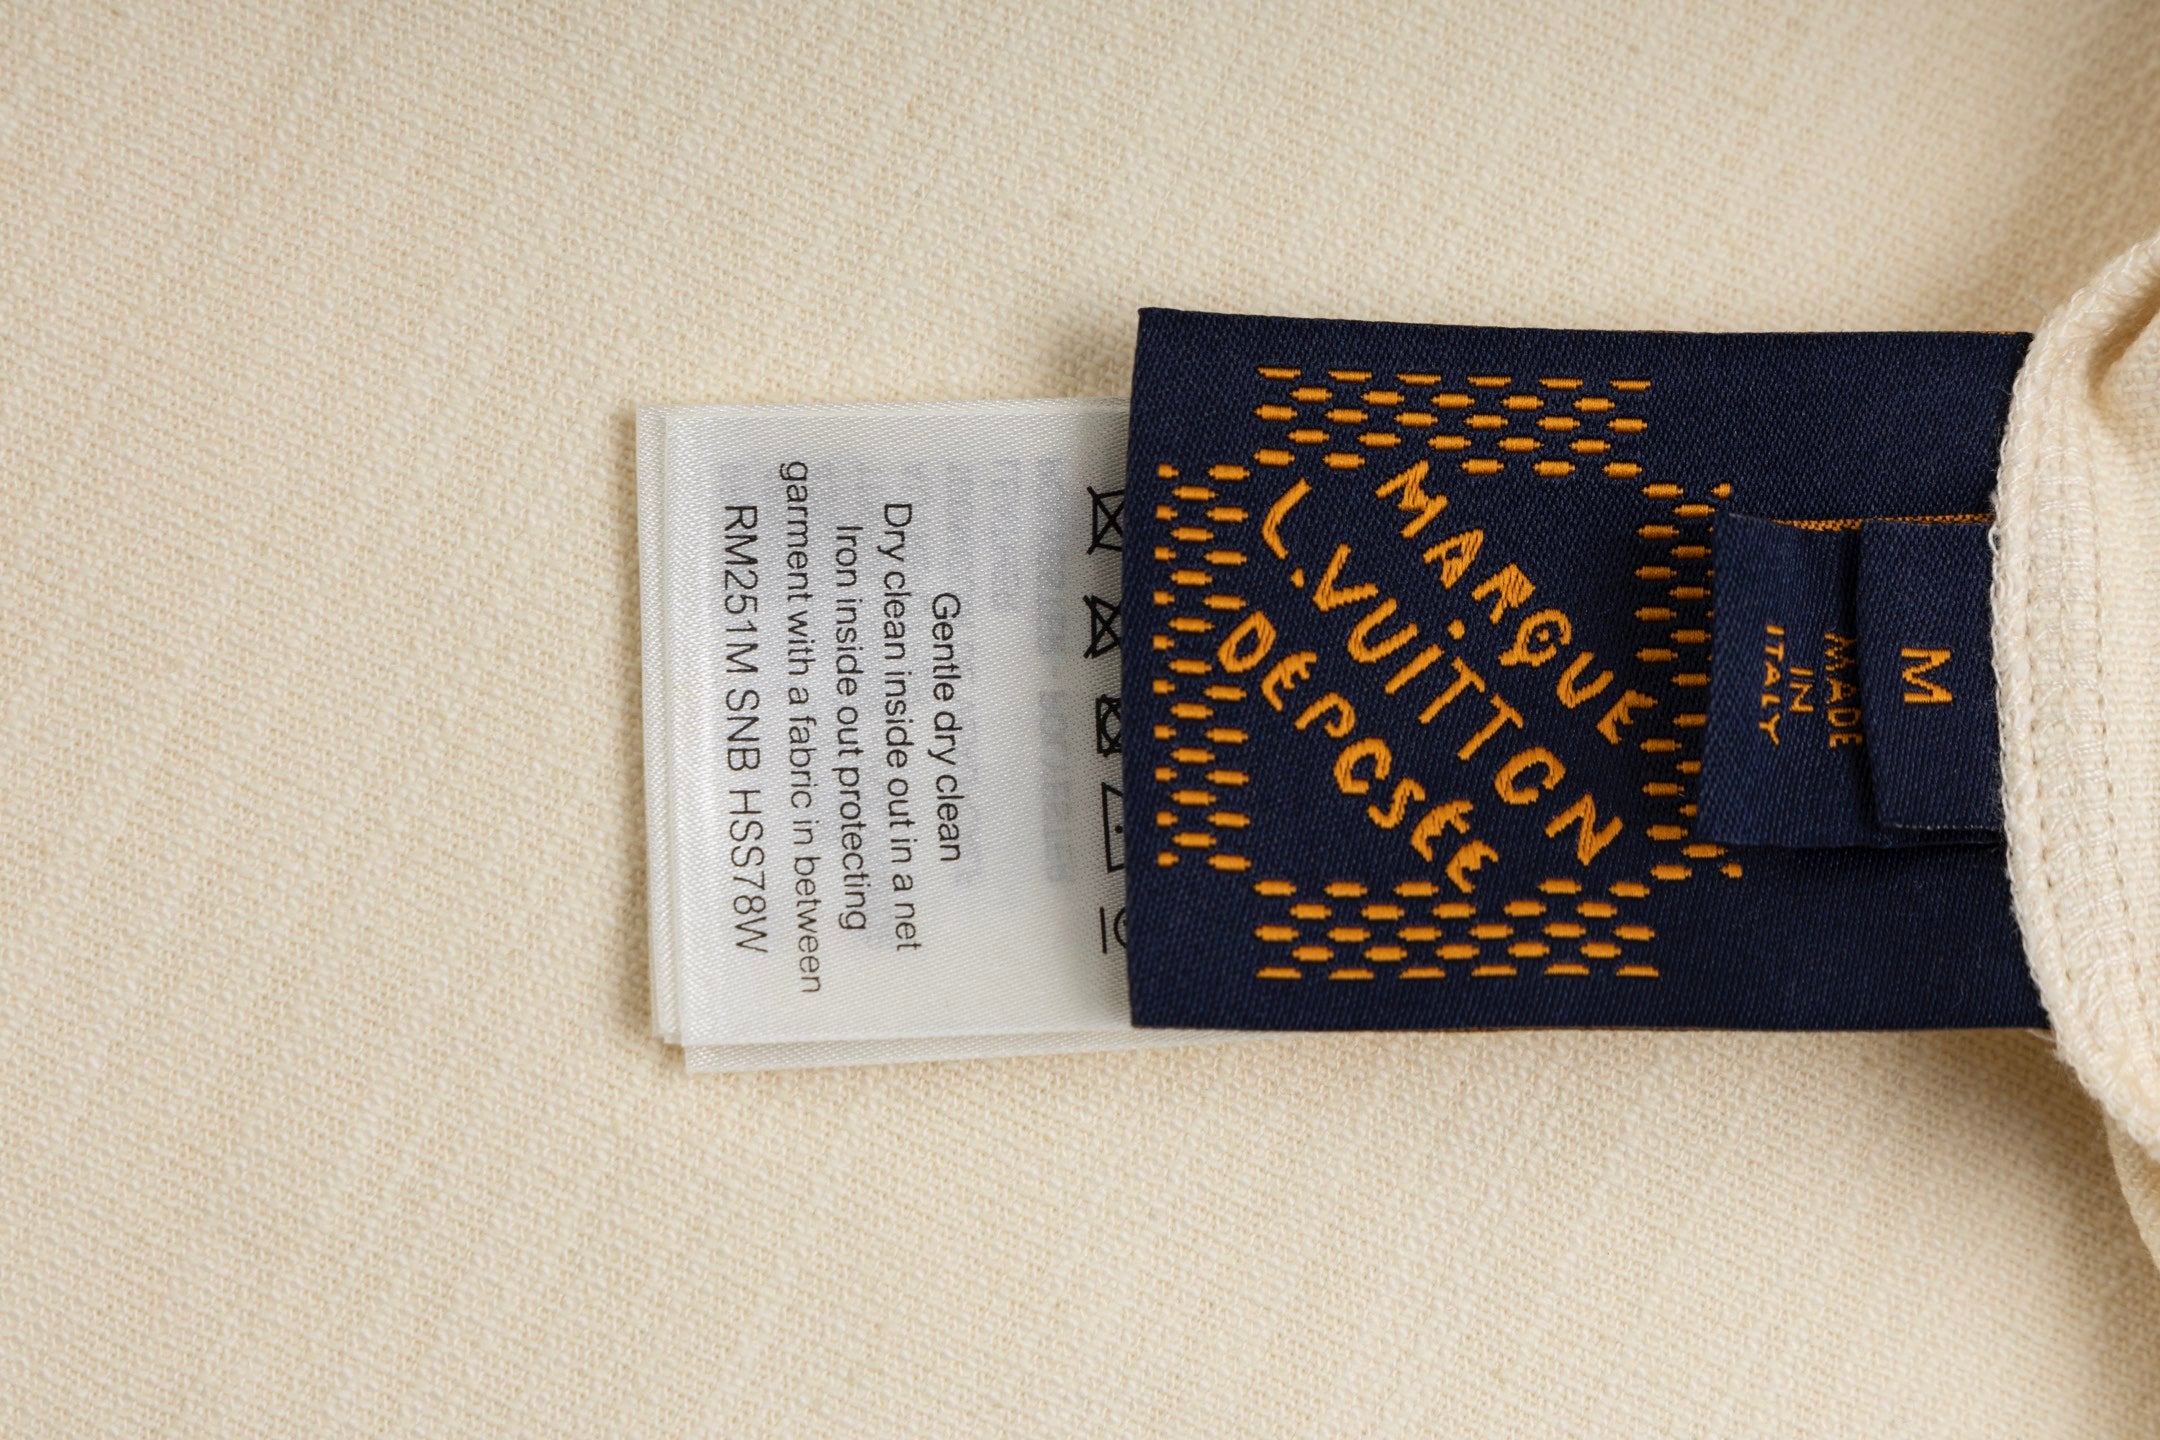 M
MADE
IN
ITALY
MARQUE
L.VUITTON
DÉPOSÉE
Gentle dry clean
Dry clean inside out in a net
Iron inside out protecting
garment with a fabric in between
RM251M SNB HSS78W